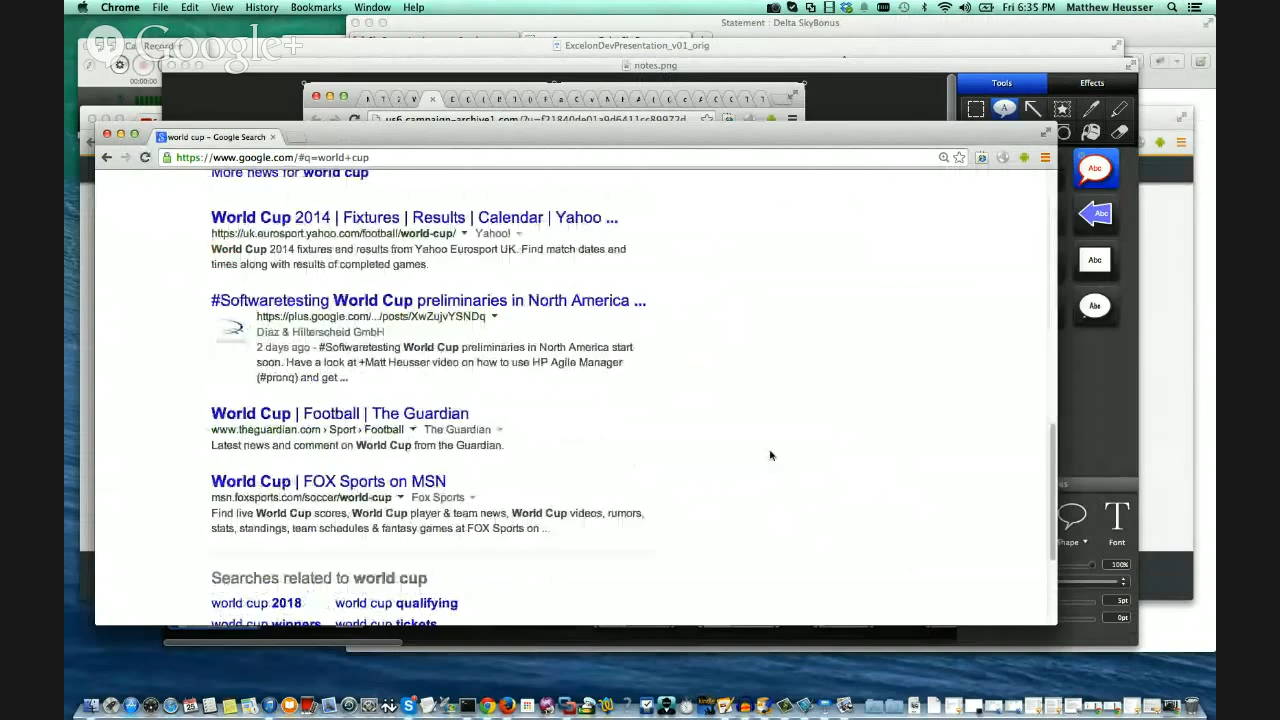 Chrome File Edit View History Bookmarks Window Help Fri 6:35 PM Matthew Heusser
Statement : Delta SkyBonus
Google+
ExcelonDevPresentation_v01_orig
notes.png
00:00:00
Tools Effects
us6.campaign-archive1.com/?u=f21840de01a9d6411cc89972d
world cup - Google Search
https://www.google.com/#q=world+cup
More news for world cup
World Cup 2014 | Fixtures | Results | Calendar | Yahoo ...
https://uk.eurosport.yahoo.com/football/world-cup/ Yahoo!
World Cup 2014 fixtures and results from Yahoo Eurosport UK. Find match dates and
times along with results of completed games.
#Softwaretesting World Cup preliminaries in North America ...
https://plus.google.com/.../posts/XwZujvYSNDq
Diaz & Hilterscheid GmbH
2 days ago - #Softwaretesting World Cup preliminaries in North America start
soon. Have a look at +Matt Heusser video on how to use HP Agile Manager
(#pronq) and get ...
World Cup | Football | The Guardian
www.theguardian.com › Sport › Football The Guardian
Latest news and comment on World Cup from the Guardian.
World Cup | FOX Sports on MSN
msn.foxsports.com/soccer/world-cup Fox Sports
Find live World Cup scores, World Cup player & team news, World Cup videos, rumors,
stats, standings, team schedules & fantasy games at FOX Sports on ...
Searches related to world cup
world cup 2018 world cup qualifying
world cup winners world cup tickets
Abc
Abc
Abc
Abc
Shape Font
100%
5pt
0pt